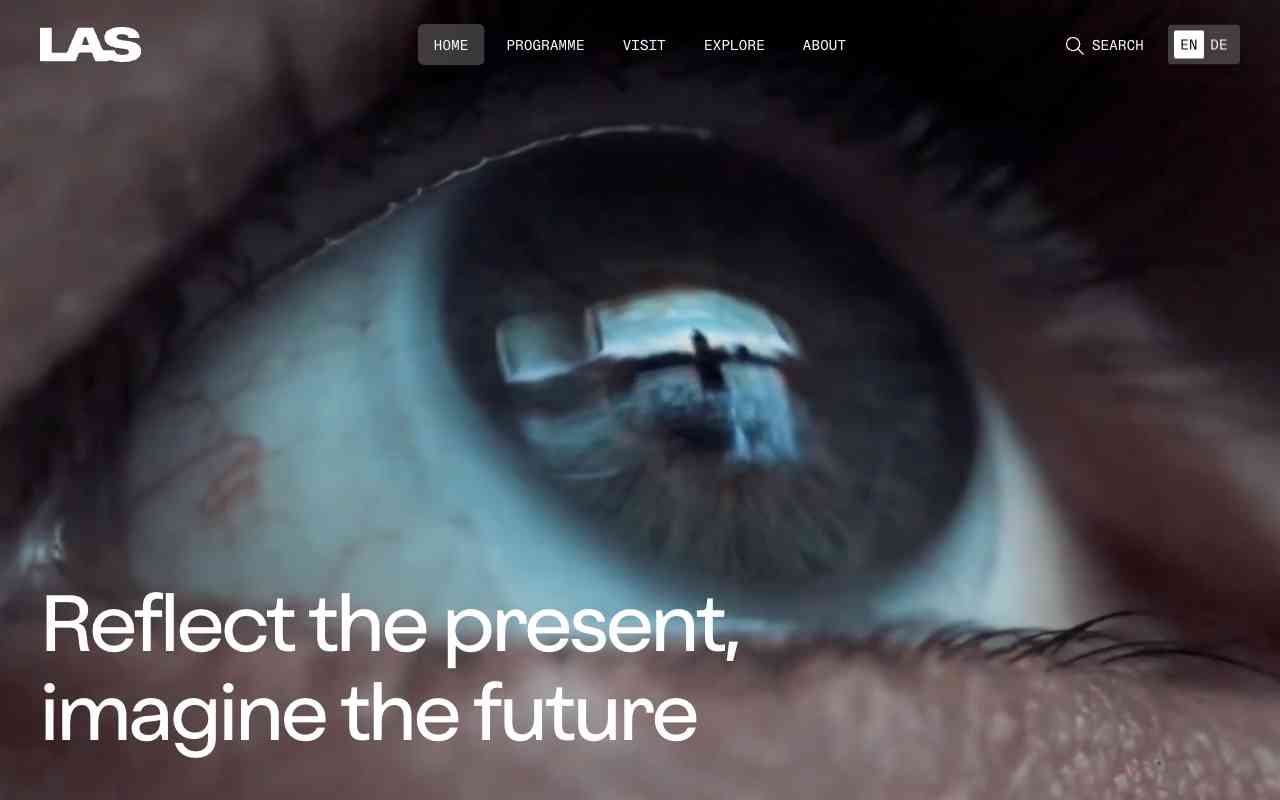 LAS
HOME
PROGRAMME
VISIT
EXPLORE
ABOUT
SEARCH
EN
DE
Reflect the present,
imagine the future